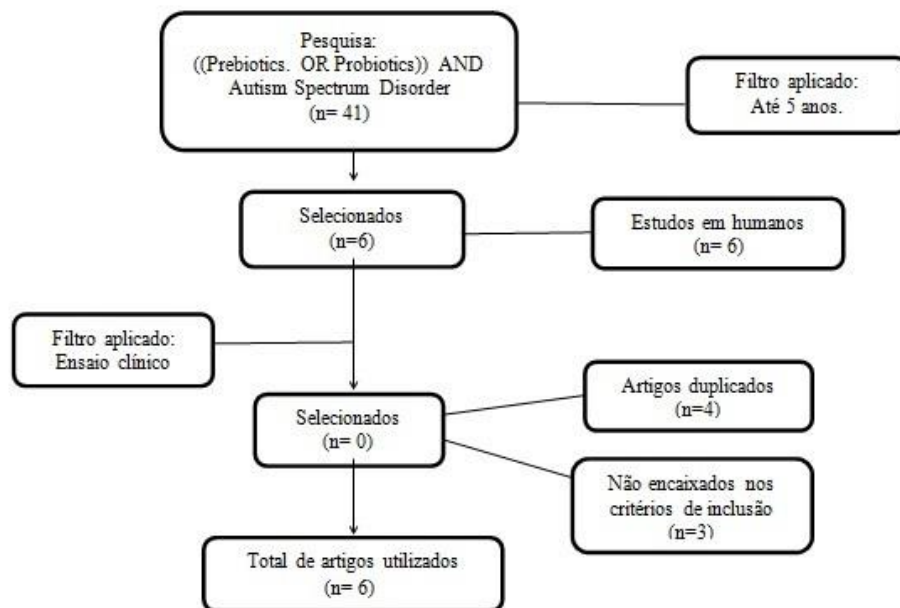 Pesquisa:
((Prebiotics. OR Probiotics)) AND
Autism Spectrum Disorder
(n= 41)
Filtro aplicado:
Até 5 anos.
Selecionados
(n=6)
Estudos em humanos
(n= 6)
Filtro aplicado:
Ensaio clínico
Selecionados
(n= 0)
Artigos duplicados
(n=4)
Não encaixados nos
critérios de inclusão
(n=3)
Total de artigos utilizados
(n= 6)